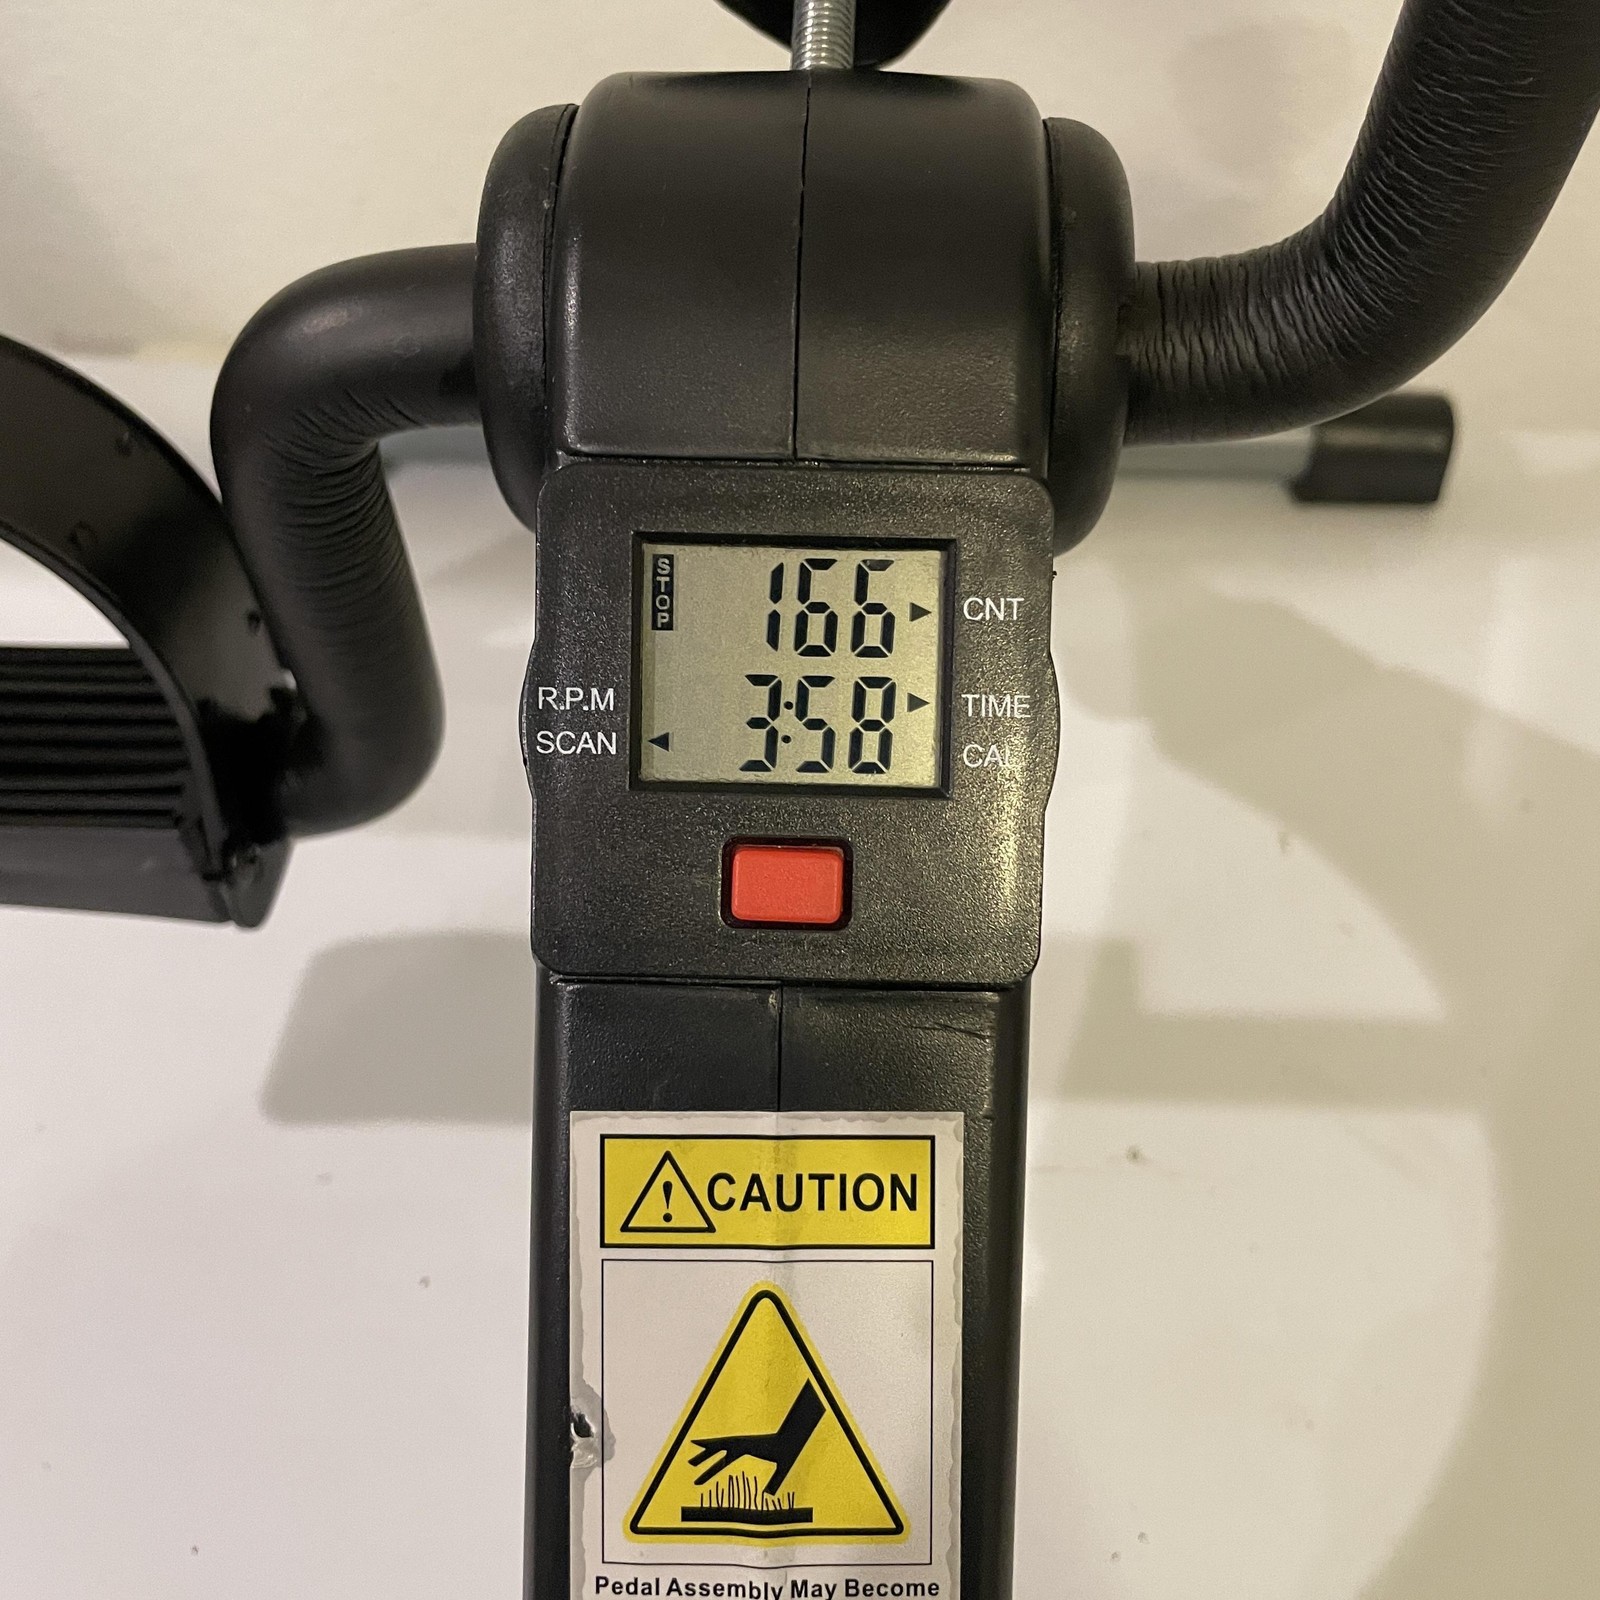 STOP
166
CNT
R.P.M
3:58
TIME
SCAN
CAL
CAUTION
Pedal Assembly May Become